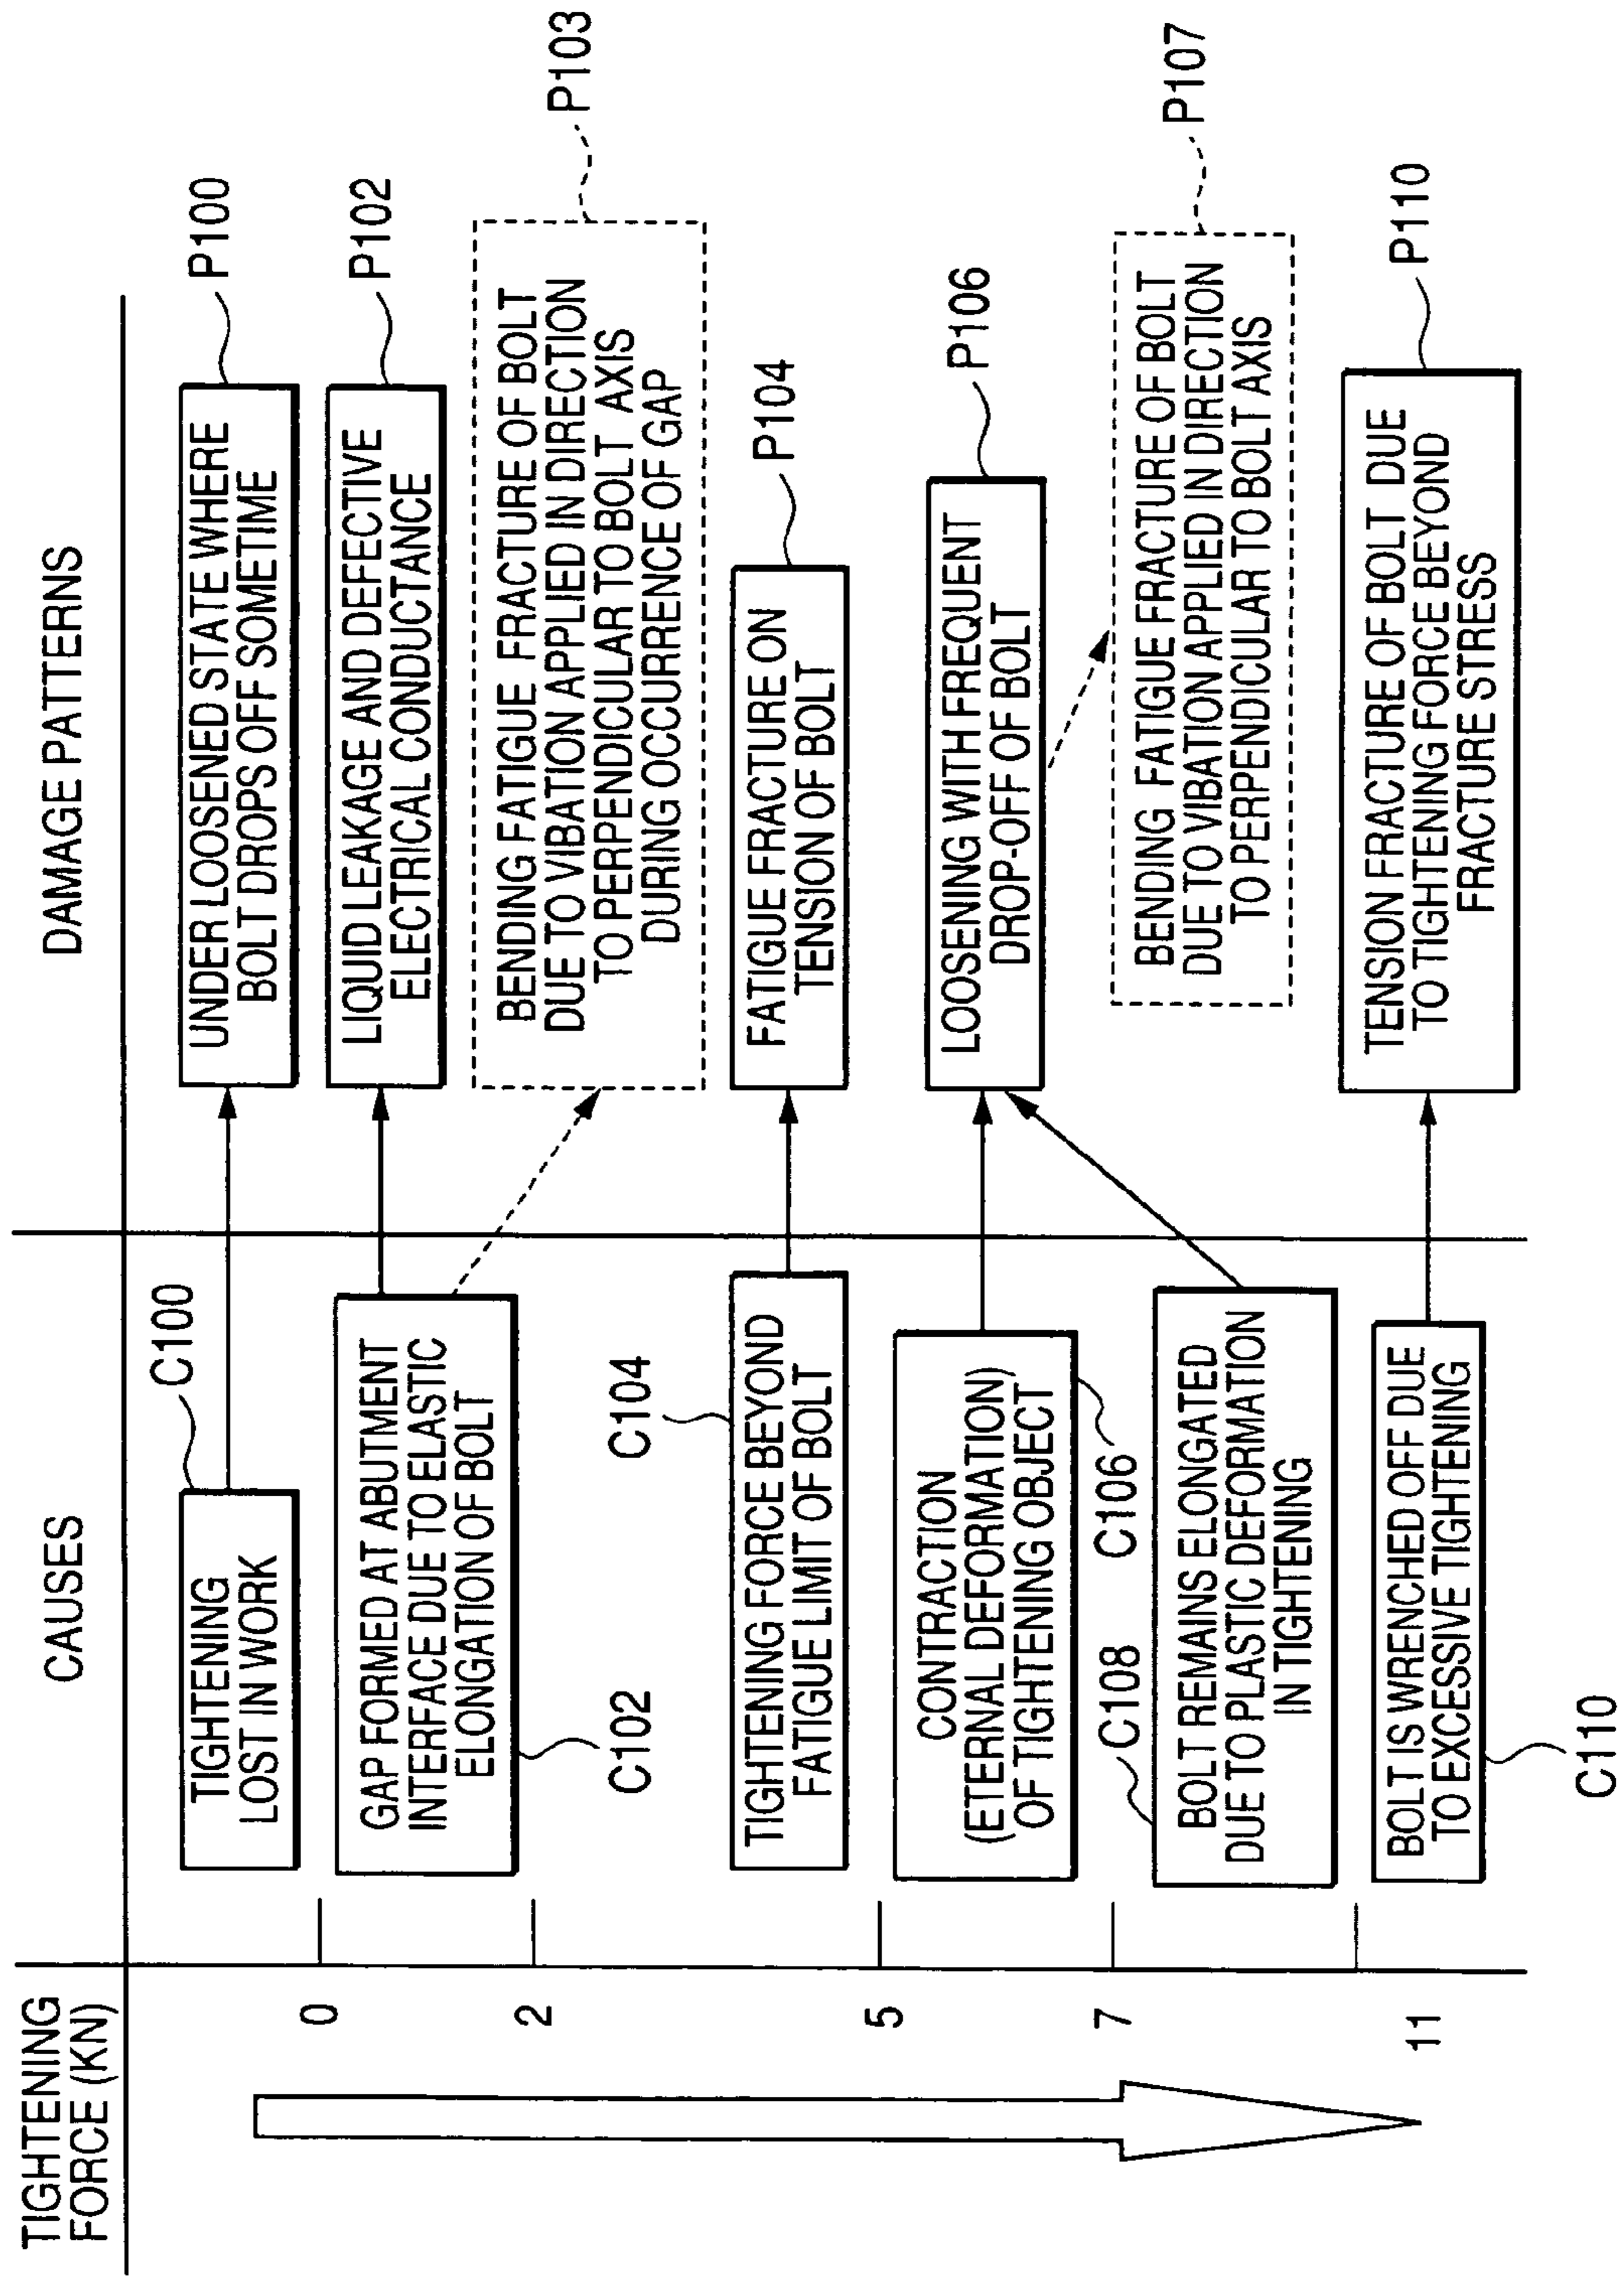 TIGHTENING
FORCE (KN)
CAUSES
DAMAGE PATTERNS
0
2
5
7
11
C100
TIGHTENING
LOST IN WORK
UNDER LOOSENED STATE WHERE
BOLT DROPS OFF SOMETIME
P100
GAP FORMED AT ABUTMENT
INTERFACE DUE TO ELASTIC
ELONGATION OF BOLT
C102
LIQUID LEAKAGE AND DEFECTIVE
ELECTRICAL CONDUCTANCE
P102
BENDING FATIGUE FRACTURE OF BOLT
DUE TO VIBATION APPLIED IN DIRECTION
TO PERPENDICULAR TO BOLT AXIS
DURING OCCURRENCE OF GAP
P103
C104
TIGHTENING FORCE BEYOND
FATIGUE LIMIT OF BOLT
FATIGUE FRACTURE ON
TENSION OF BOLT
P104
CONTRACTION
(ETERNAL DEFORMATION)
OF TIGHTENING OBJECT
C106
LOOSENING WITH FREQUENT
DROP-OFF OF BOLT
P106
BENDING FATIGUE FRACTURE OF BOLT
DUE TO VIBATION APPLIED IN DIRECTION
TO PERPENDICULAR TO BOLT AXIS
P107
C108
BOLT REMAINS ELONGATED
DUE TO PLASTIC DEFORMATION
IN TIGHTENING
BOLT IS WRENCHED OFF DUE
TO EXCESSIVE TIGHTENING
C110
TENSION FRACTURE OF BOLT DUE
TO TIGHTENING FORCE BEYOND
FRACTURE STRESS
P110